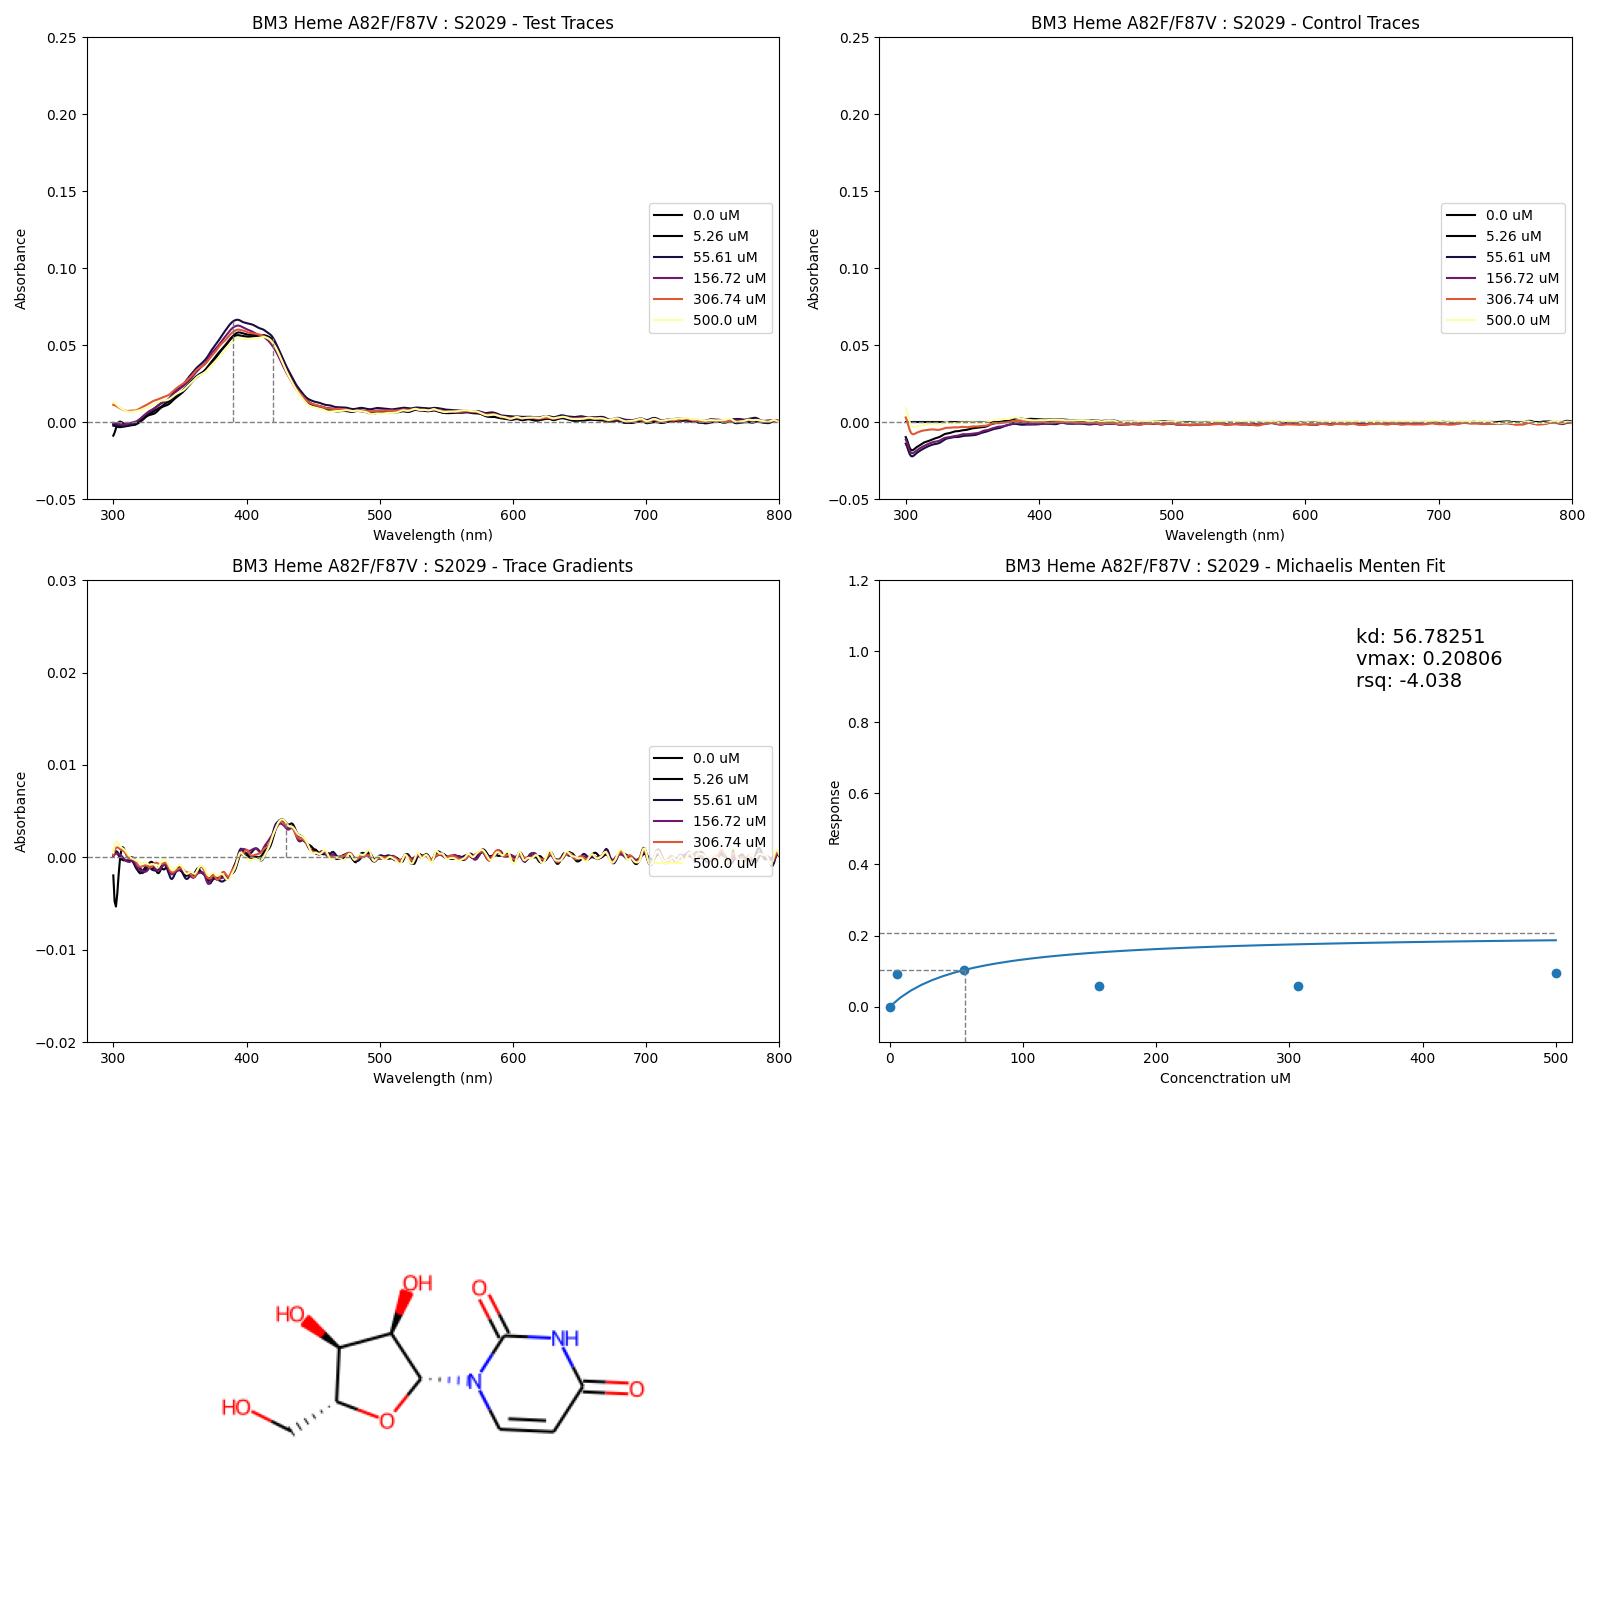 BM3 Heme A82F/F87V : S2029 - Test Traces
0.25
0.20
0.15
0.10
0.05
0.00
−0.05
Absorbance
300
400
500
600
700
800
Wavelength (nm)
0.0 uM
5.26 uM
55.61 uM
156.72 uM
306.74 uM
500.0 uM
BM3 Heme A82F/F87V : S2029 - Control Traces
0.25
0.20
0.15
0.10
0.05
0.00
−0.05
Absorbance
300
400
500
600
700
800
Wavelength (nm)
0.0 uM
5.26 uM
55.61 uM
156.72 uM
306.74 uM
500.0 uM
BM3 Heme A82F/F87V : S2029 - Trace Gradients
0.03
0.02
0.01
0.00
−0.01
−0.02
Absorbance
300
400
500
600
700
800
Wavelength (nm)
0.0 uM
5.26 uM
55.61 uM
156.72 uM
306.74 uM
500.0 uM
BM3 Heme A82F/F87V : S2029 - Michaelis Menten Fit
1.2
1.0
0.8
0.6
0.4
0.2
0.0
Response
0
100
200
300
400
500
Concenctration uM
kd: 56.78251
vmax: 0.20806
rsq: -4.038
OH
O
HO
NH
N
O
HO
O